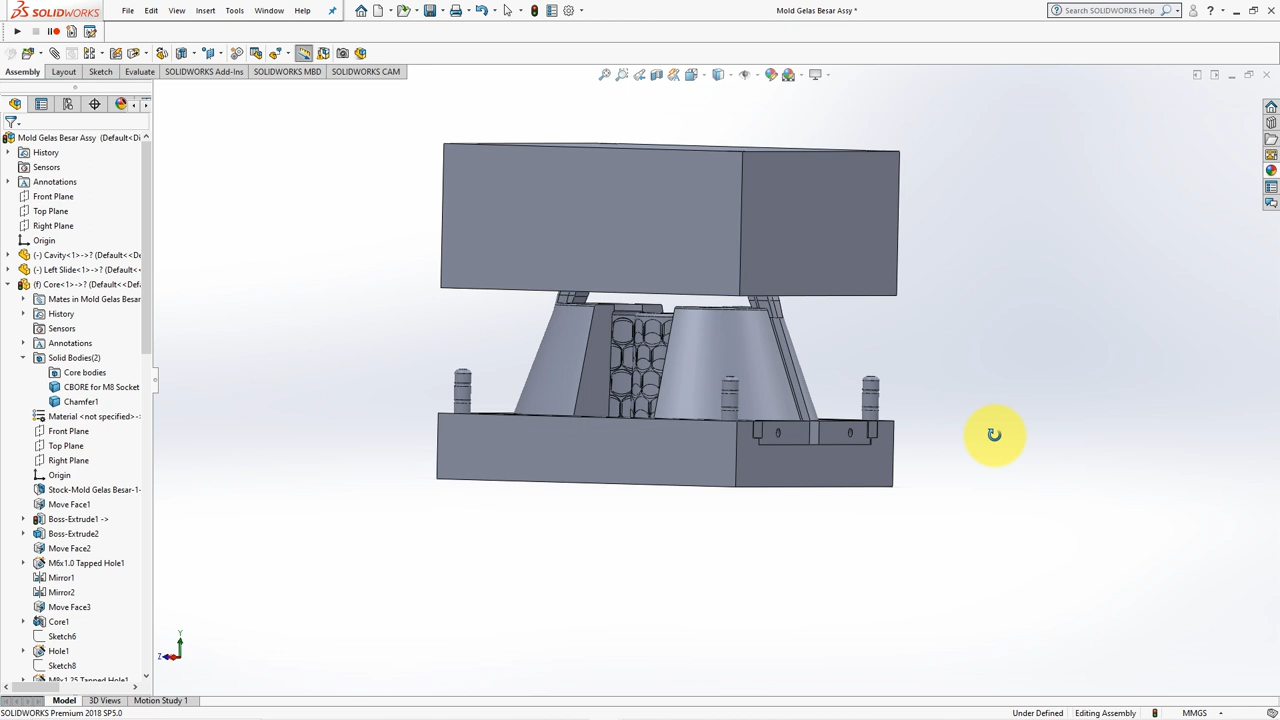 SOLIDWORKS File Edit View Insert Tools Window Help Mold Gelas Besar Assy * Search SOLIDWORKS Help
Assembly Layout Sketch Evaluate SOLIDWORKS Add-Ins SOLIDWORKS MBD SOLIDWORKS CAM
Mold Gelas Besar Assy (Default<Di
History
Sensors
Annotations
Front Plane
Top Plane
Right Plane
Origin
(-) Cavity<1>->? (Default<<De
(-) Left Slide<1>->? (Default<
(f) Core<1>->? (Default<<Def
Mates in Mold Gelas Besar
History
Sensors
Annotations
Solid Bodies(2)
Core bodies
CBORE for M8 Socket
Chamfer1
Material <not specified>->
Front Plane
Top Plane
Right Plane
Origin
Stock-Mold Gelas Besar-1-
Move Face1
Boss-Extrude1 ->
Boss-Extrude2
Move Face2
M6x1.0 Tapped Hole1
Mirror1
Mirror2
Move Face3
Core1
Sketch6
Hole1
Sketch8
M8x1.25 Tapped Hole1
Y
Z
Model 3D Views Motion Study 1
SOLIDWORKS Premium 2018 SP5.0 Under Defined Editing Assembly MMGS